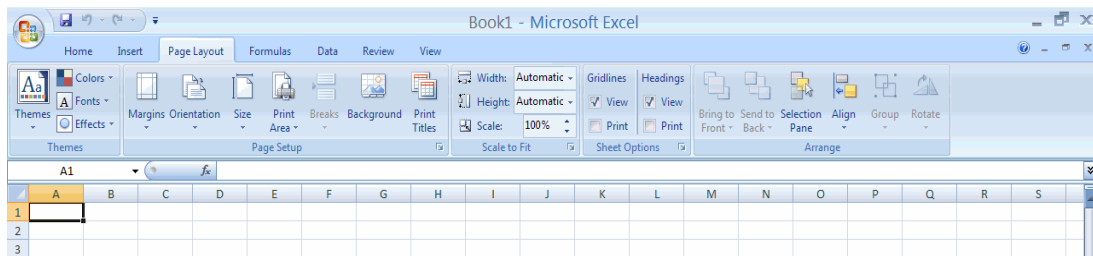 Book1 - Microsoft Excel
Home Insert Page Layout Formulas Data Review View
Aa Colors Width: Automatic Gridlines Headings
A Fonts Height: Automatic View View
Themes Effects Margins Orientation Size Print Area Breaks Background Print Titles Scale: 100% Print Print Bring to Front Send to Back Selection Pane Align Group Rotate
Themes Page Setup Scale to Fit Sheet Options Arrange
A1 fx
A B C D E F G H I J K L M N O P Q R S
1
2
3